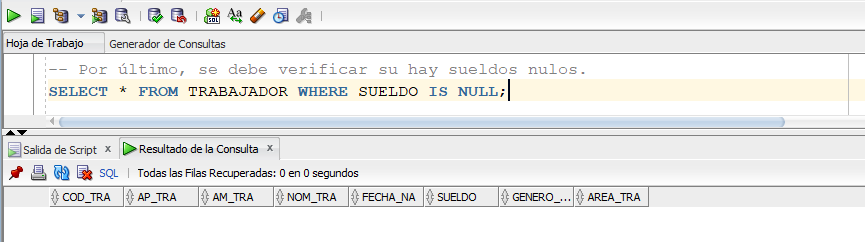 SQL
Aa
Hoja de Trabajo Generador de Consultas
-- Por último, se debe verificar su hay sueldos nulos.
SELECT * FROM TRABAJADOR WHERE SUELDO IS NULL;
Salida de Script x Resultado de la Consulta x
SQL | Todas las Filas Recuperadas: 0 en 0 segundos
COD_TRA AP_TRA AM_TRA NOM_TRA FECHA_NA SUELDO GENERO_... AREA_TRA